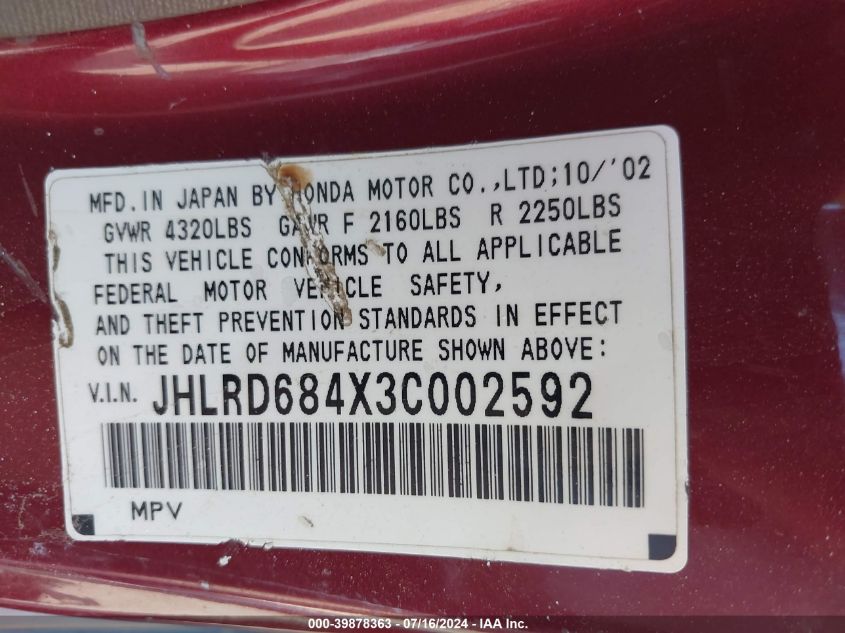 MFD.IN JAPAN BY HONDA MOTOR CO.,LTD;10/'02
GVWR 4320LBS GAWR F 2160LBS R 2250LBS
THIS VEHICLE CONFORMS TO ALL APPLICABLE
FEDERAL MOTOR VEHICLE SAFETY,
AND THEFT PREVENTION STANDARDS IN EFFECT
ON THE DATE OF MANUFACTURE SHOWN ABOVE:
V.I.N. JHLRD684X3C002592
MPV
000-39878363 - 07/16/2024 - IAA Inc.